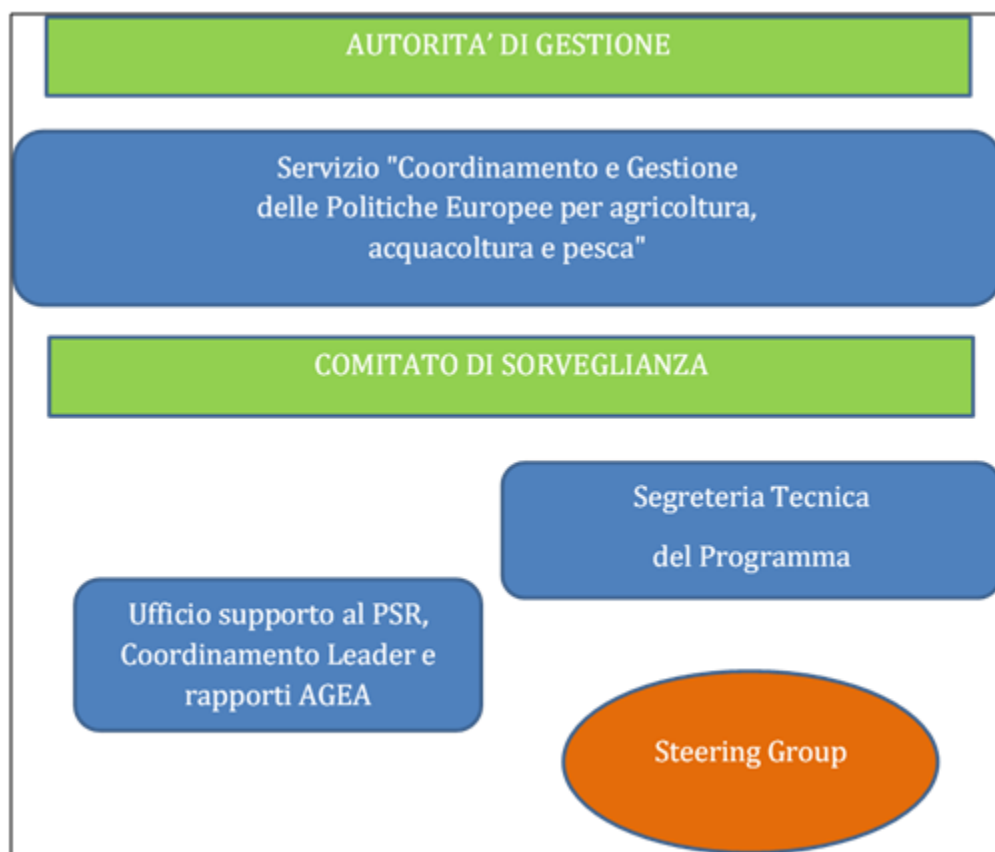 AUTORITA' DI GESTIONE
Servizio "Coordinamento e Gestione
delle Politiche Europee per agricoltura,
acquacoltura e pesca"
COMITATO DI SORVEGLIANZA
Segreteria Tecnica
del Programma
Ufficio supporto al PSR,
Coordinamento Leader e
rapporti AGEA
Steering Group